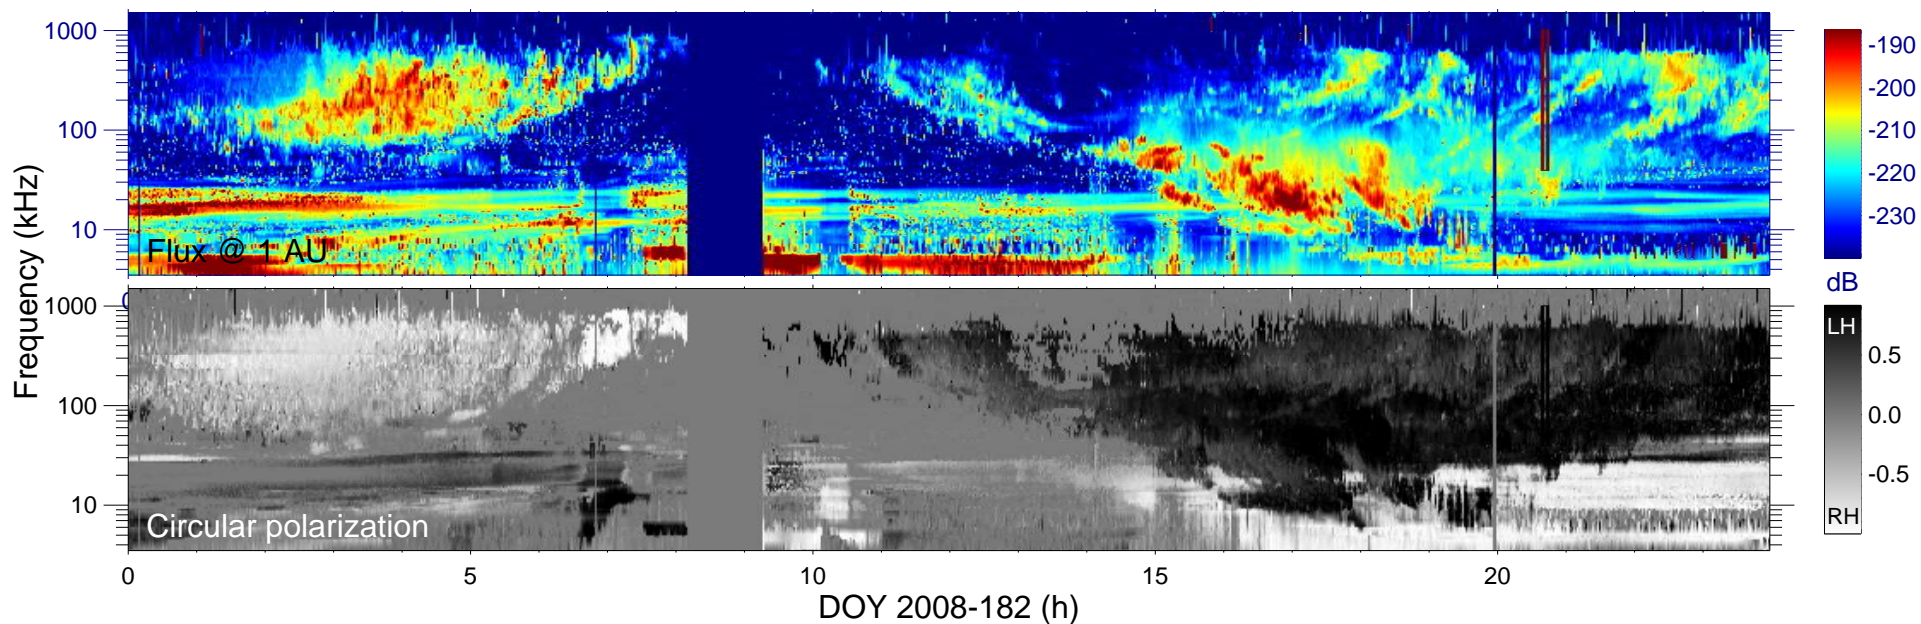 1000
100
10
Flux @ 1 AU
-190
-200
-210
-220
-230
dB
Frequency (kHz)
0
1000
100
10
Circular polarization
LH
0.5
0.0
-0.5
RH
0 5 10 15 20
DOY 2008-182 (h)